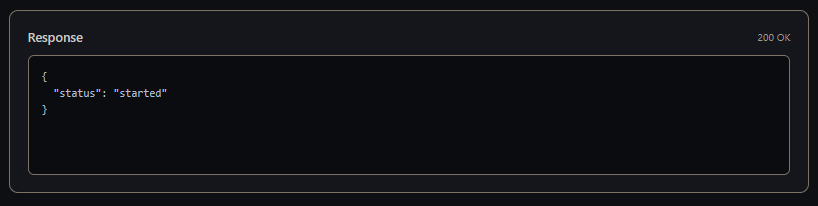 Response
200 OK
{
  "status": "started"
}